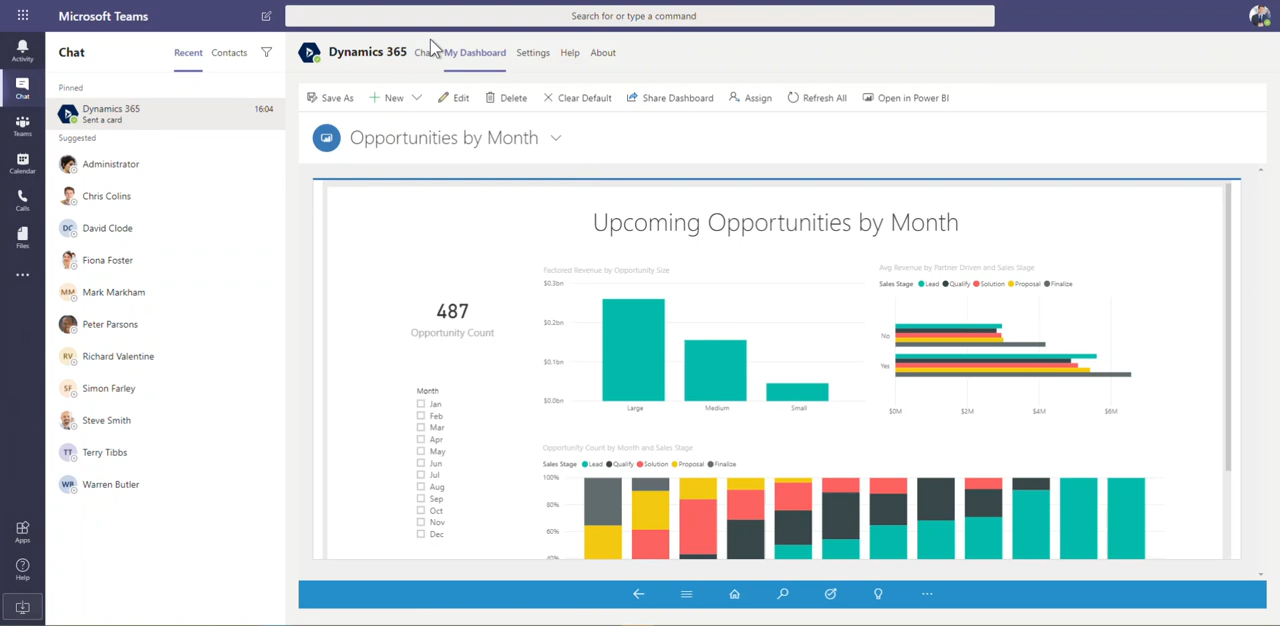 Microsoft Teams
Search for or type a command
Activity
Chat
Teams
Calendar
Calls
Files
Apps
Help
Chat
Recent
Contacts
Pinned
Dynamics 365
16:04
Sent a card
Suggested
Administrator
Chris Colins
DC
David Clode
Fiona Foster
MM
Mark Markham
Peter Parsons
RV
Richard Valentine
SF
Simon Farley
Steve Smith
TT
Terry Tibbs
WB
Warren Butler
Dynamics 365
My Dashboard
Settings
Help
About
Save As
New
Edit
Delete
Clear Default
Share Dashboard
Assign
Refresh All
Open in Power BI
Opportunities by Month
Upcoming Opportunities by Month
487
Opportunity Count
Month
Jan
Feb
Mar
Apr
May
Jun
Jul
Aug
Sep
Oct
Nov
Dec
Factored Revenue by Opportunity Size
$0.3bn
$0.2bn
$0.1bn
$0.0bn
Large
Medium
Small
Avg Revenue by Partner Driven and Sales Stage
Sales Stage Lead Qualify Solution Proposal Finalize
No
Yes
$0M
$2M
$4M
$6M
Opportunity Count by Month and Sales Stage
Sales Stage Lead Qualify Solution Proposal Finalize
100%
80%
60%
40%